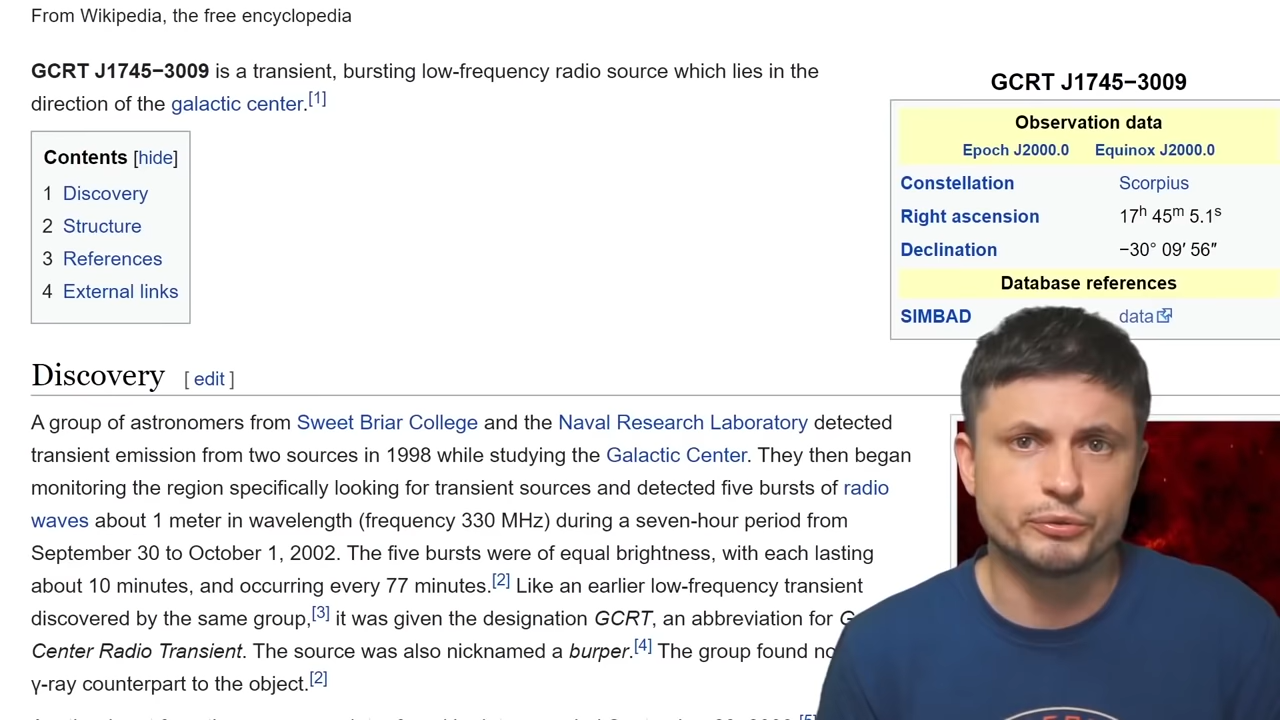 From Wikipedia, the free encyclopedia
GCRT J1745−3009 is a transient, bursting low-frequency radio source which lies in the
direction of the galactic center.[1]
Contents [hide]
1 Discovery
2 Structure
3 References
4 External links
GCRT J1745−3009
Observation data
Epoch J2000.0 Equinox J2000.0
Constellation Scorpius
Right ascension 17h 45m 5.1s
Declination −30° 09′ 56″
Database references
SIMBAD data
Discovery [ edit ]
A group of astronomers from Sweet Briar College and the Naval Research Laboratory detected
transient emission from two sources in 1998 while studying the Galactic Center. They then began
monitoring the region specifically looking for transient sources and detected five bursts of radio
waves about 1 meter in wavelength (frequency 330 MHz) during a seven-hour period from
September 30 to October 1, 2002. The five bursts were of equal brightness, with each lasting
about 10 minutes, and occurring every 77 minutes.[2] Like an earlier low-frequency transient
discovered by the same group,[3] it was given the designation GCRT, an abbreviation for
Center Radio Transient. The source was also nicknamed a burper.[4] The group found no
γ-ray counterpart to the object.[2]